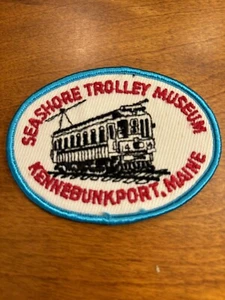 SEASHORE TROLLEY MUSEUM
KENNEBUNKPORT, MAINE